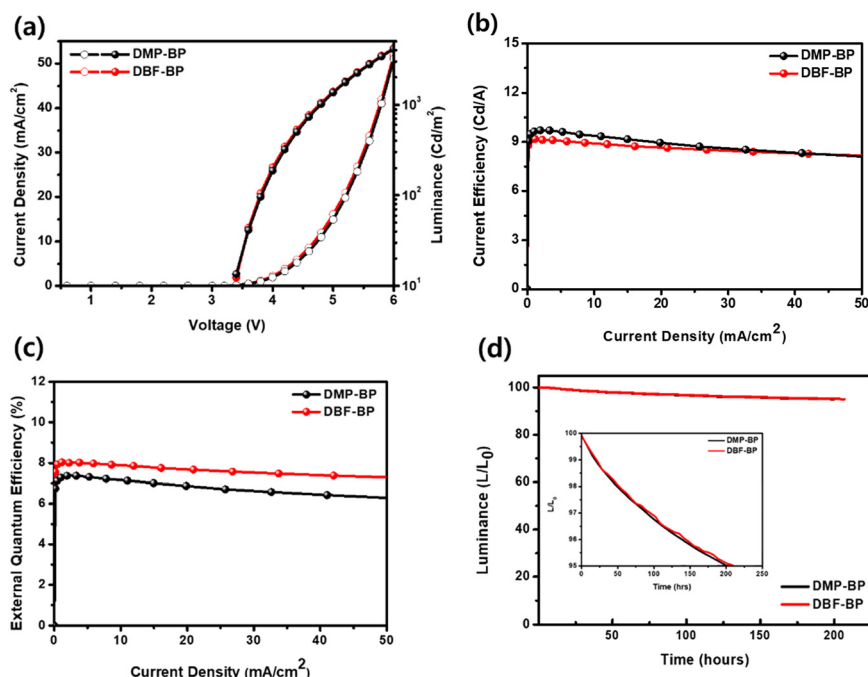 (a)
DMP-BP
DBF-BP
Current Density (mA/cm²)
50
40
30
20
10
0
Luminance (Cd/m²)
10³
10²
10¹
1
2
3
4
5
6
Voltage (V)
(b)
DMP-BP
DBF-BP
Current Efficiency (Cd/A)
15
12
9
6
3
0
0
10
20
30
40
50
Current Density (mA/cm²)
(c)
DMP-BP
DBF-BP
External Quantum Efficiency (%)
12
10
8
6
4
2
0
0
10
20
30
40
50
Current Density (mA/cm²)
(d)
Luminance (L/L₀)
100
80
60
40
20
0
50
100
150
200
Time (hours)
DMP-BP
DBF-BP
DMP-BP
DBF-BP
L/L₀
100
99
98
97
96
95
0
50
100
150
200
250
Time (hrs)